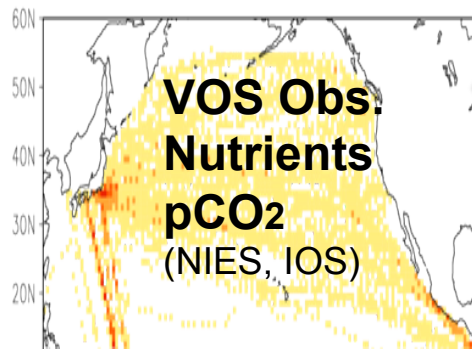 60N
50N
40N
30N
20N
VOS Obs.
Nutrients
pCO2
(NIES, IOS)